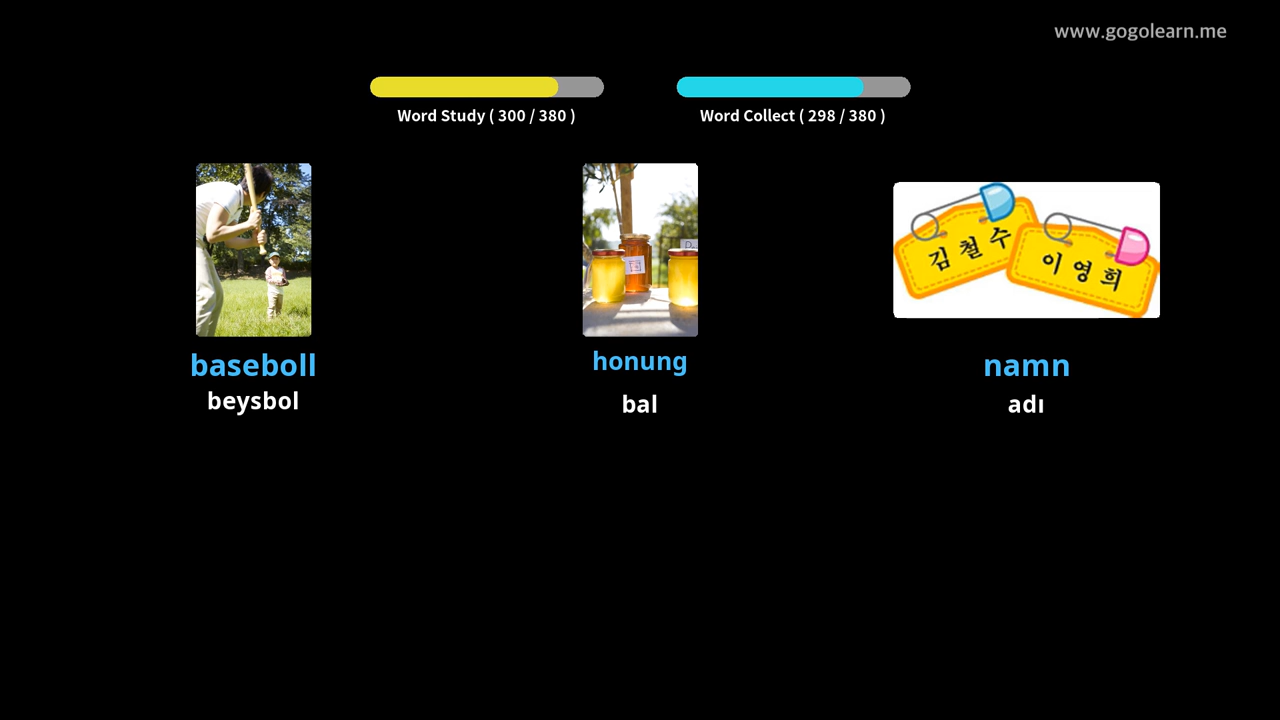 www.gogolearn.me
Word Study ( 300 / 380 )
Word Collect ( 298 / 380 )
김철수
이영희
baseboll
honung
namn
beysbol
bal
adı